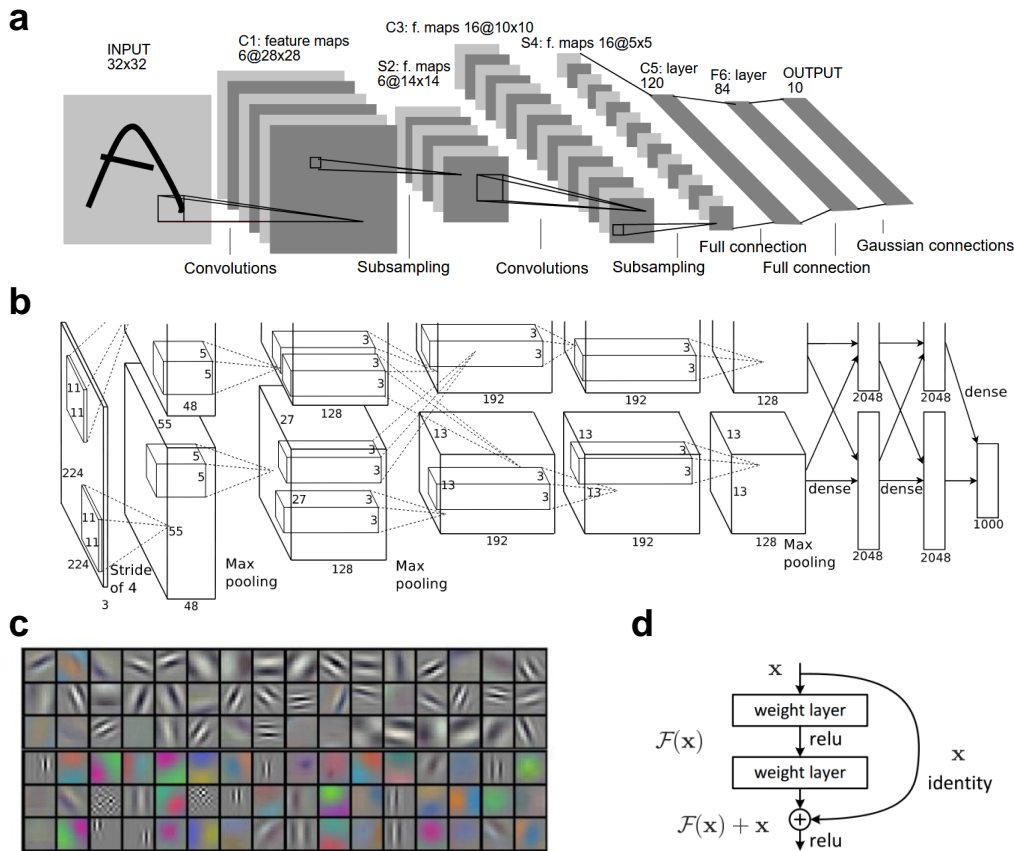 a
INPUT
32x32
C1: feature maps
6@28x28
S2: f. maps
6@14x14
C3: f. maps 16@10x10
S4: f. maps 16@5x5
C5: layer
120
F6: layer
84
OUTPUT
10
Convolutions
Subsampling
Convolutions
Subsampling
Full connection
Full connection
Gaussian connections
b
11
11
224
11
11
224
3
Stride
of 4
5
5
48
55
5
5
55
48
Max
pooling
3
3
128
27
3
3
27
3
3
128
Max
pooling
3
3
192
13
3
13
3
192
3
3
192
13
3
3
13
192
128
13
13
128
Max
pooling
2048
2048
dense
dense
dense
2048
2048
1000
c
d
x
weight layer
relu
F(x)
weight layer
x
identity
F(x) + x
+
relu